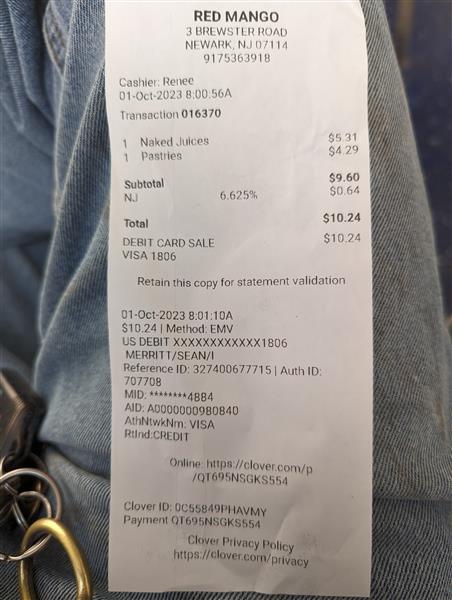 RED MANGO
3 BREWSTER ROAD
NEWARK, NJ 07114
9175363918
Cashier: Renee
01-Oct-2023 8:00:56A
Transaction 016370
1 Naked Juices $5.31
1 Pastries $4.29
Subtotal $9.60
NJ 6.625% $0.64
Total $10.24
DEBIT CARD SALE $10.24
VISA 1806
Retain this copy for statement validation
01-Oct-2023 8:01:10A
$10.24 | Method: EMV
US DEBIT XXXXXXXXXXXX1806
MERRITT/SEAN/I
Reference ID: 327400677715 | Auth ID:
707708
MID: ********4884
AID: A0000000980840
AthNtwkNm: VISA
RtInd:CREDIT
Online: https://clover.com/p
/QT695NSGKS554
Clover ID: 0C55849PHAVMY
Payment QT695NSGKS554
Clover Privacy Policy
https://clover.com/privacy